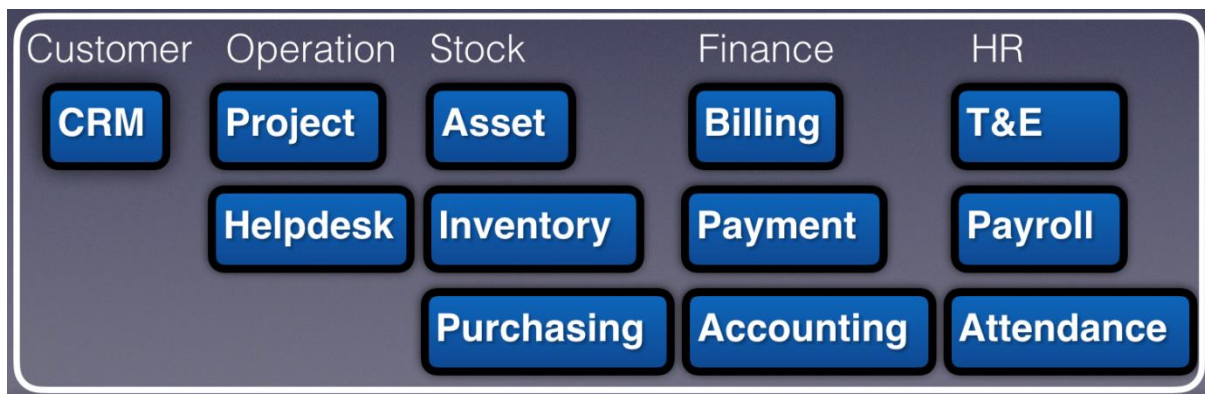 Customer Operation Stock Finance HR
CRM Project Asset Billing T&E
Helpdesk Inventory Payment Payroll
Purchasing Accounting Attendance